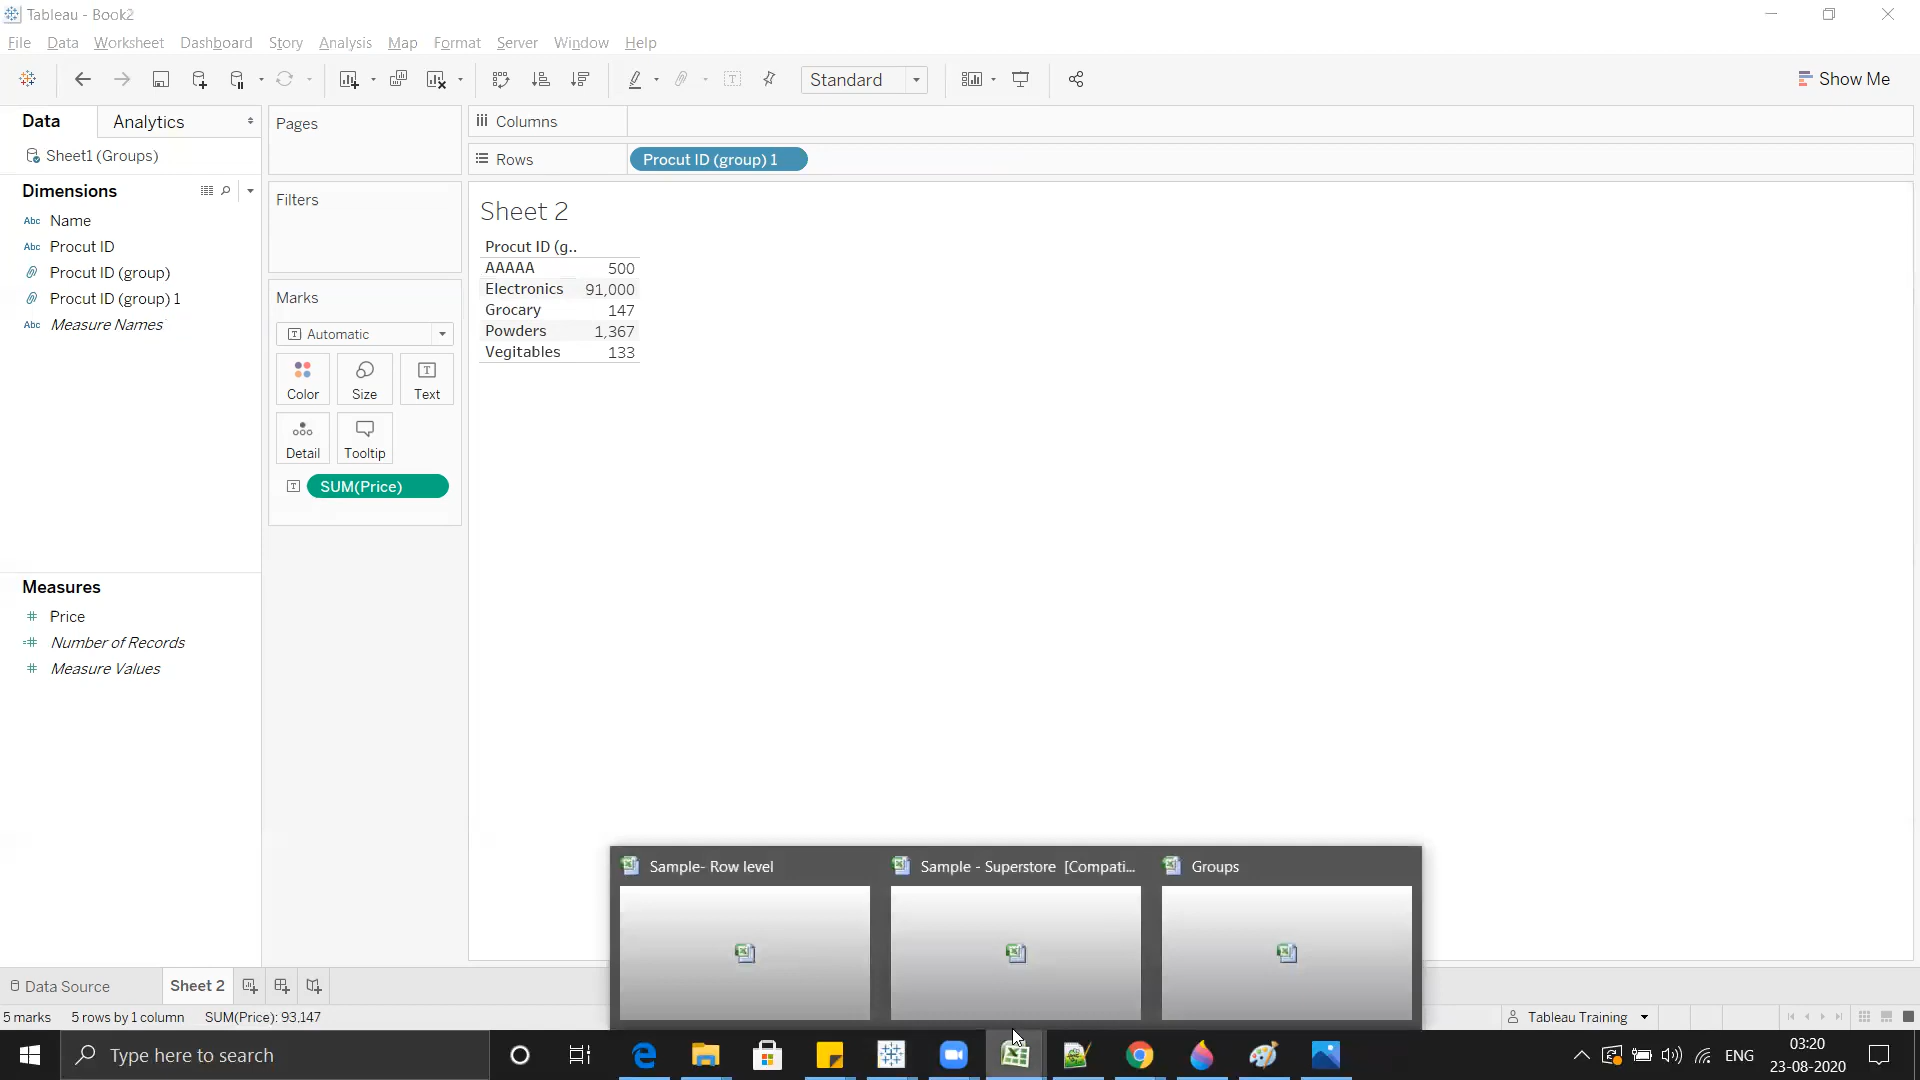 Tableau - Book2
File Data Worksheet Dashboard Story Analysis Map Format Server Window Help
Standard
Show Me
Data
Analytics
Pages
Columns
Sheet1 (Groups)
Rows
Procut ID (group) 1
Dimensions
Filters
Sheet 2
Abc Name
Abc Procut ID
Procut ID (g..
Procut ID (group)
AAAAA 500
Electronics 91,000
Procut ID (group) 1
Marks
Grocary 147
Abc Measure Names
Automatic
Powders 1,367
Vegitables 133
Color
Size
Text
Detail
Tooltip
SUM(Price)
Measures
Price
Number of Records
Measure Values
Sample- Row level
Sample - Superstore [Compati...
Groups
Data Source
Sheet 2
5 marks 5 rows by 1 column SUM(Price): 93,147
Tableau Training
Type here to search
ENG
03:20
23-08-2020